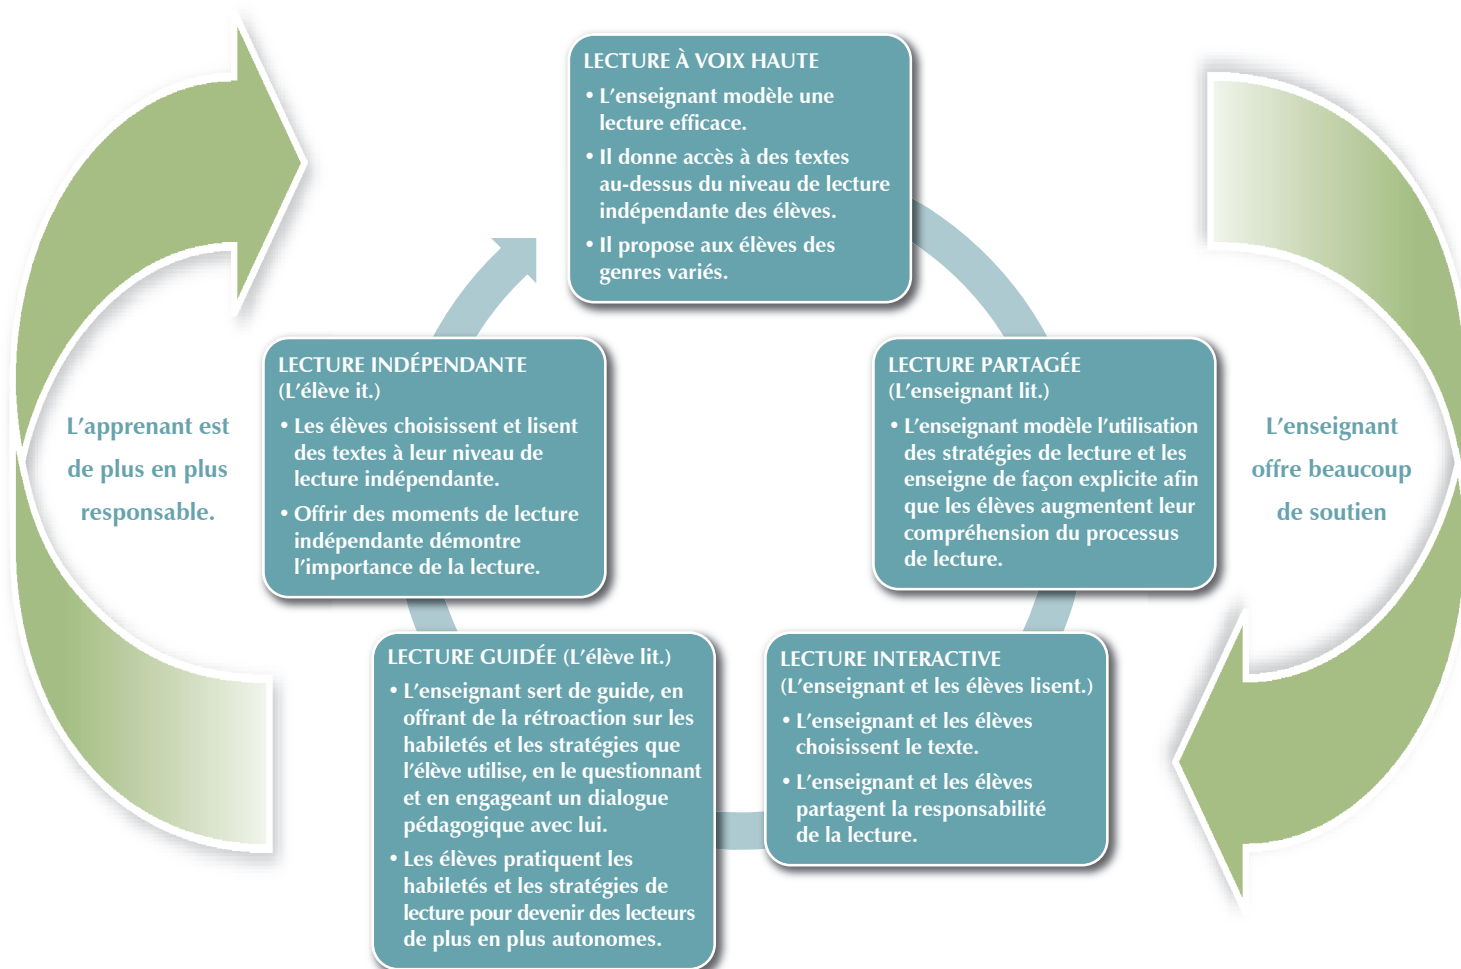 LECTURE À VOIX HAUTE
• L'enseignant modèle une
lecture efficace.
• Il donne accès à des textes
au-dessus du niveau de lecture
indépendante des élèves.
• Il propose aux élèves des
genres variés.
LECTURE PARTAGÉE
(L'enseignant lit.)
• L'enseignant modèle l'utilisation
des stratégies de lecture et les
enseigne de façon explicite afin
que les élèves augmentent leur
compréhension du processus
de lecture.
L'enseignant
offre beaucoup
de soutien
LECTURE INTERACTIVE
(L'enseignant et les élèves lisent.)
• L'enseignant et les élèves
choisissent le texte.
• L'enseignant et les élèves
partagent la responsabilité
de la lecture.
LECTURE GUIDÉE (L'élève lit.)
• L'enseignant sert de guide, en
offrant de la rétroaction sur les
habiletés et les stratégies que
l'élève utilise, en le questionnant
et en engageant un dialogue
pédagogique avec lui.
• Les élèves pratiquent les
habiletés et les stratégies de
lecture pour devenir des lecteurs
de plus en plus autonomes.
LECTURE INDÉPENDANTE
(L'élève it.)
• Les élèves choisissent et lisent
des textes à leur niveau de
lecture indépendante.
• Offrir des moments de lecture
indépendante démontre
l'importance de la lecture.
L'apprenant est
de plus en plus
responsable.